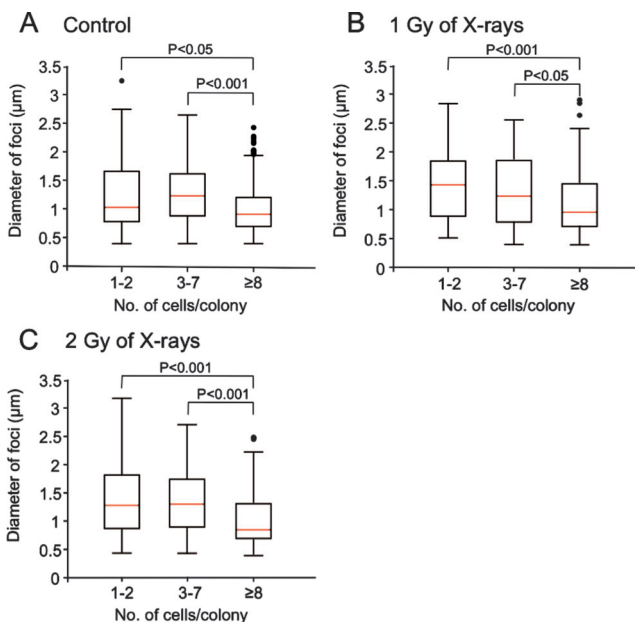 A Control
P<0.05
P<0.001
3.5
3
2.5
2
1.5
1
0.5
0
Diameter of foci (μm)
1-2 3-7 ≥8
No. of cells/colony
B 1 Gy of X-rays
P<0.001
P<0.05
3.5
3
2.5
2
1.5
1
0.5
0
Diameter of foci (μm)
1-2 3-7 ≥8
No. of cells/colony
C 2 Gy of X-rays
P<0.001
P<0.001
3.5
3
2.5
2
1.5
1
0.5
0
Diameter of foci (μm)
1-2 3-7 ≥8
No. of cells/colony